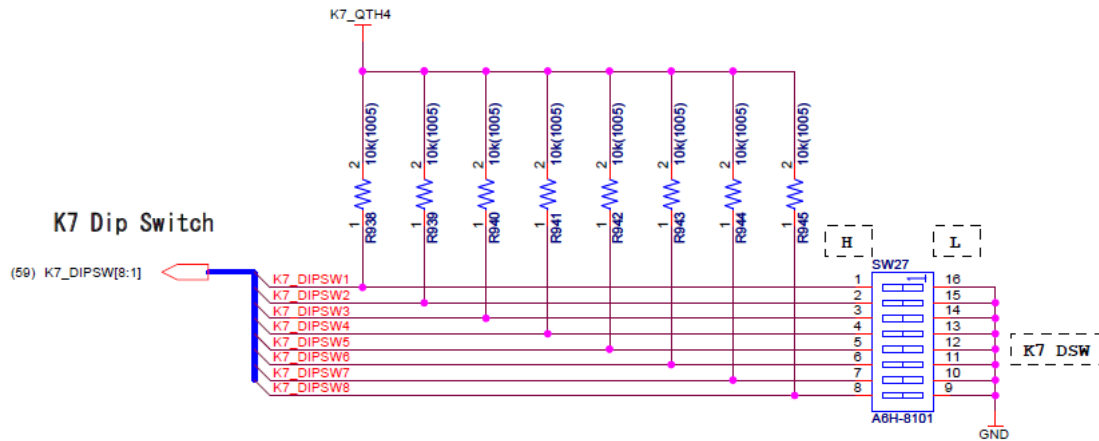 K7_QTH4
2 10k(1005)
2 10k(1005)
2 10k(1005)
2 10k(1005)
2 10k(1005)
2 10k(1005)
2 10k(1005)
2 10k(1005)
1 R938
1 R939
1 R940
1 R941
1 R942
1 R943
1 R944
1 R945
K7 Dip Switch
H
L
(59) K7_DIPSW[8:1]
SW27
K7_DIPSW1 1 16
K7_DIPSW2 2 15
K7_DIPSW3 3 14
K7_DIPSW4 4 13
K7_DIPSW5 5 12
K7_DIPSW6 6 11
K7_DIPSW7 7 10
K7_DIPSW8 8 9
1
K7 DSW
A6H-8101
GND